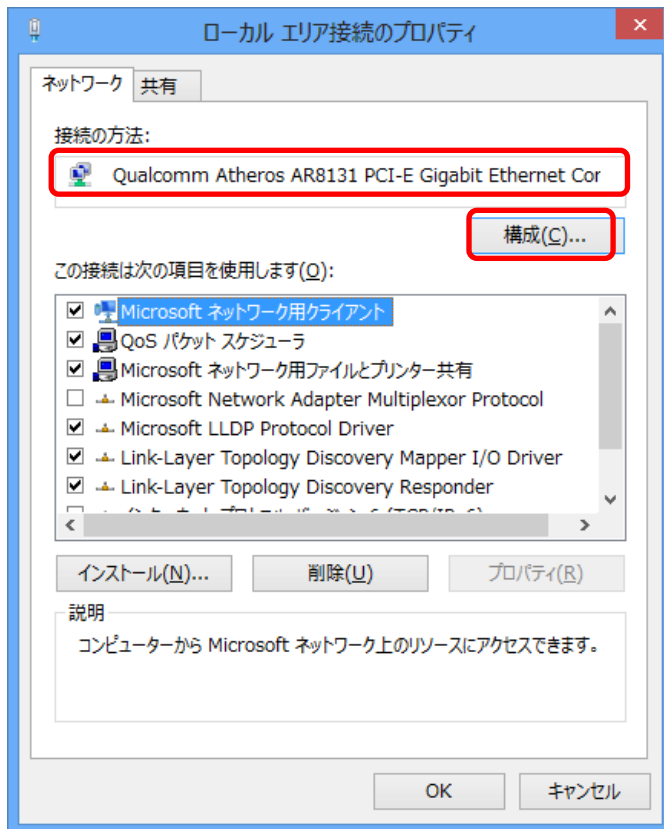 ローカル エリア接続のプロパティ
ネットワーク 共有
接続の方法:
Qualcomm Atheros AR8131 PCI-E Gigabit Ethernet Cor
構成(C)...
この接続は次の項目を使用します(O):
Microsoft ネットワーク用クライアント
QoS パケット スケジューラ
Microsoft ネットワーク用ファイルとプリンター共有
Microsoft Network Adapter Multiplexor Protocol
Microsoft LLDP Protocol Driver
Link-Layer Topology Discovery Mapper I/O Driver
Link-Layer Topology Discovery Responder
インストール(N)... 削除(U) プロパティ(R)
説明
コンピューターから Microsoft ネットワーク上のリソースにアクセスできます。
OK キャンセル